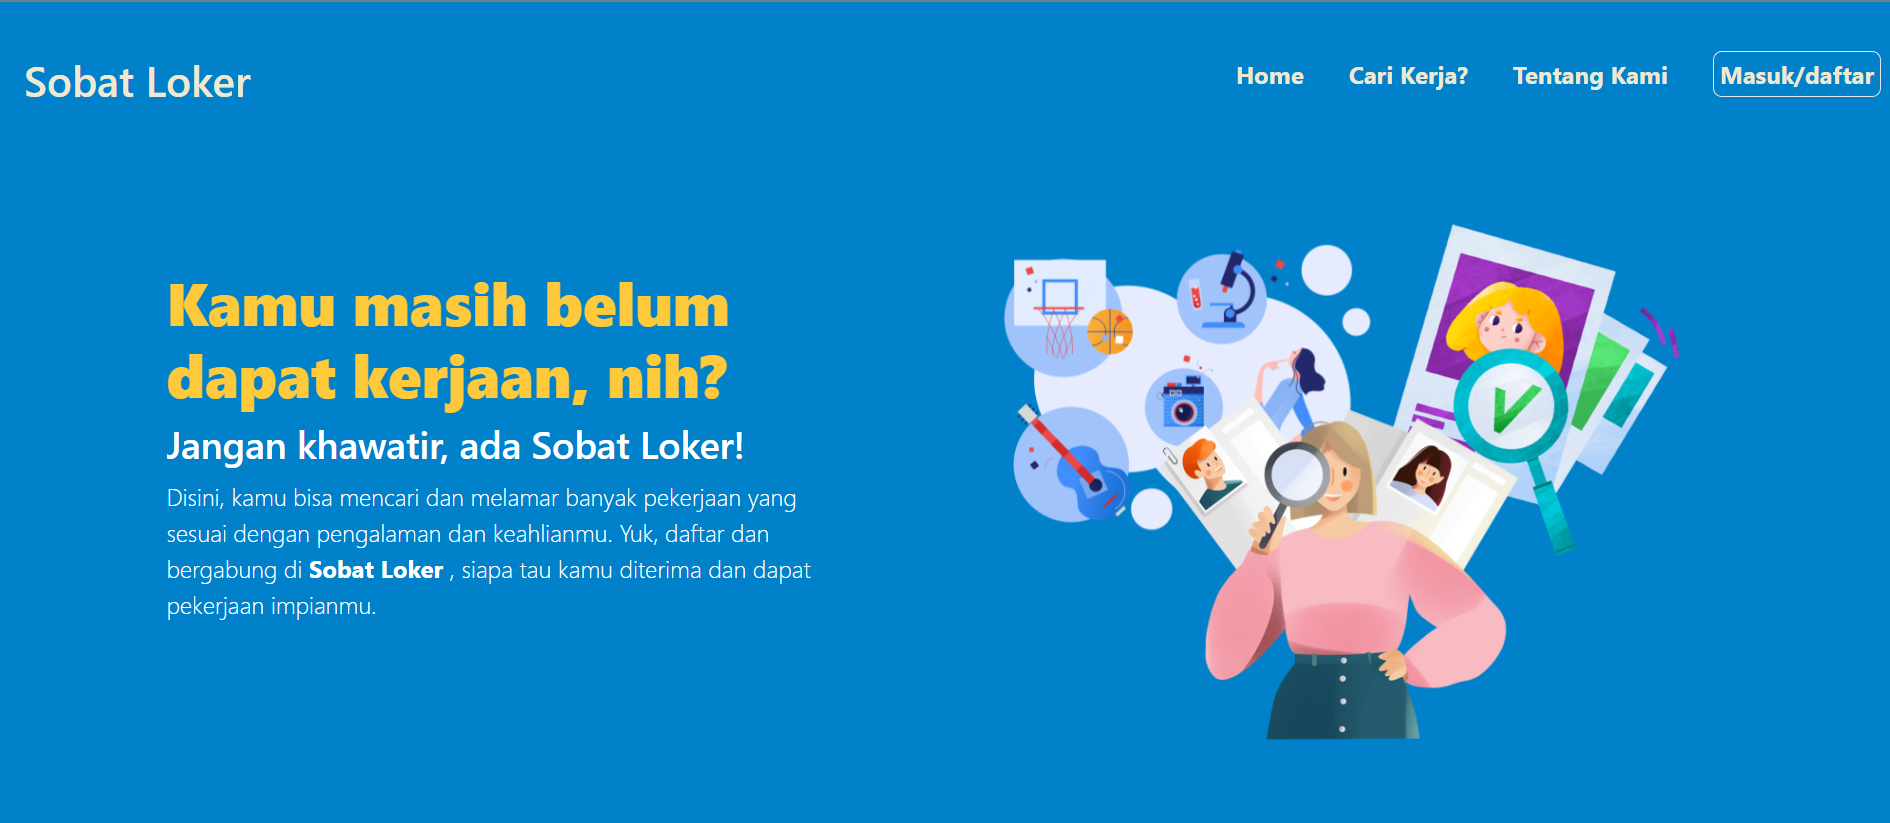 Sobat Loker
Home
Cari Kerja?
Tentang Kami
Masuk/daftar
Kamu masih belum
dapat kerjaan, nih?
Jangan khawatir, ada Sobat Loker!
Disini, kamu bisa mencari dan melamar banyak pekerjaan yang
sesuai dengan pengalaman dan keahlianmu. Yuk, daftar dan
bergabung di Sobat Loker , siapa tau kamu diterima dan dapat
pekerjaan impianmu.